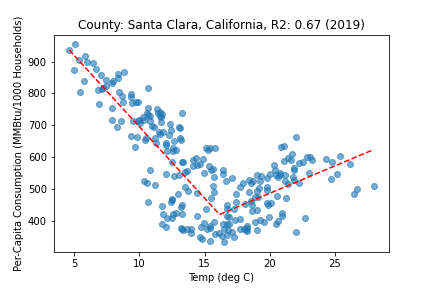 County: Santa Clara, California, R2: 0.67 (2019)
Per-Capita Consumption (MMBtu/1000 Households)
900
800
700
600
500
400
5 10 15 20 25
Temp (deg C)